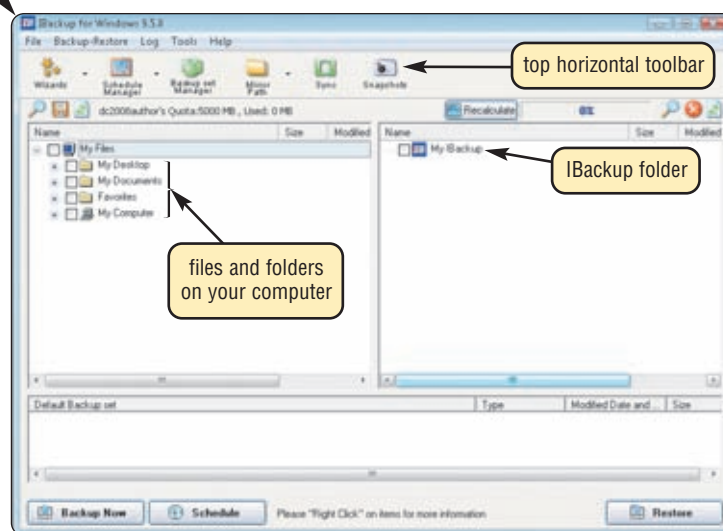 IBackup for Windows 9.5.8
File Backup-Restore Log Tools Help
Wizards
Schedule Manager
Backup set Manager
Mirror Path
Sync
Snapshots
top horizontal toolbar
dc2008author's Quota:5000 MB , Used: 0 MB
Recalculate
0%
Name Size Modified
Name Size Modified
My Files
My Desktop
My Documents
Favorites
My Computer
My IBackup
IBackup folder
files and folders
on your computer
Default Backup set Type Modified Date and ... Size
Backup Now
Schedule
Please "Right Click" on items for more information
Restore